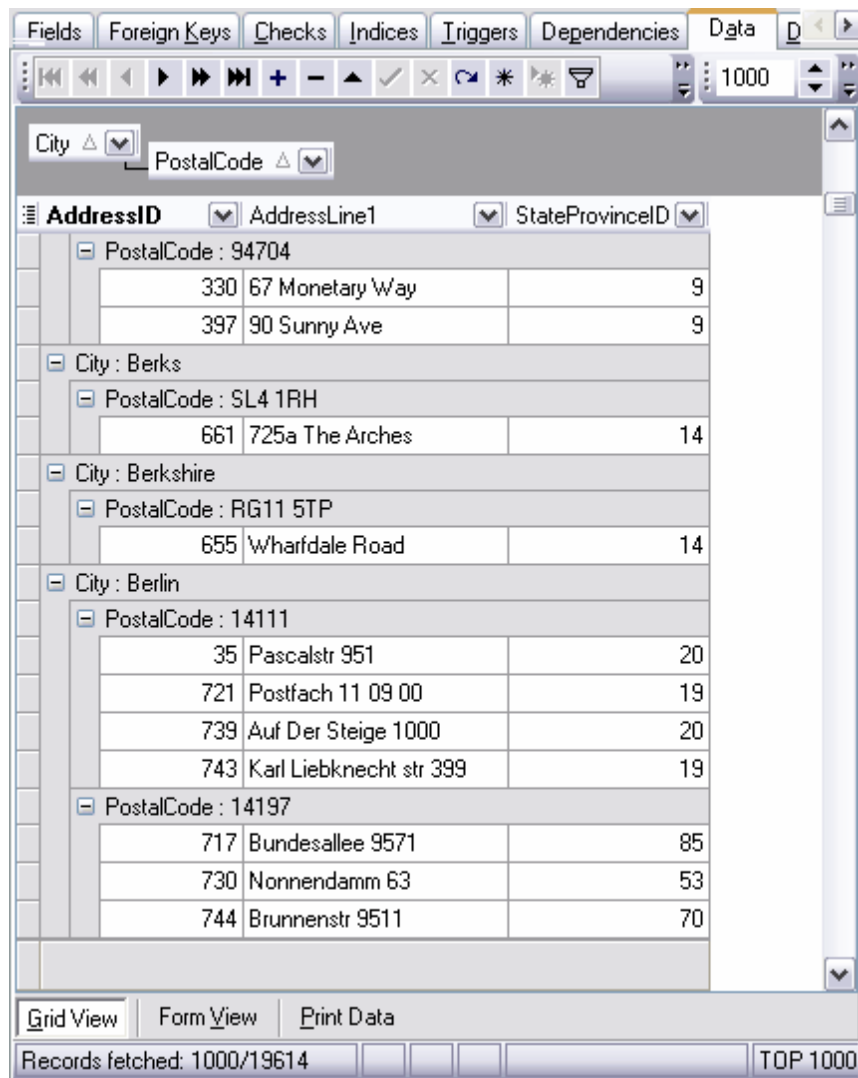 Fields Foreign Keys Checks Indices Triggers Dependencies Data D
1000
City
PostalCode
AddressID AddressLine1 StateProvinceID
PostalCode : 94704
330 67 Monetary Way 9
397 90 Sunny Ave 9
City : Berks
PostalCode : SL4 1RH
661 725a The Arches 14
City : Berkshire
PostalCode : RG11 5TP
655 Wharfdale Road 14
City : Berlin
PostalCode : 14111
35 Pascalstr 951 20
721 Postfach 11 09 00 19
739 Auf Der Steige 1000 20
743 Karl Liebknecht str 399 19
PostalCode : 14197
717 Bundesallee 9571 85
730 Nonnendamm 63 53
744 Brunnenstr 9511 70
Grid View Form View Print Data
Records fetched: 1000/19614 TOP 1000